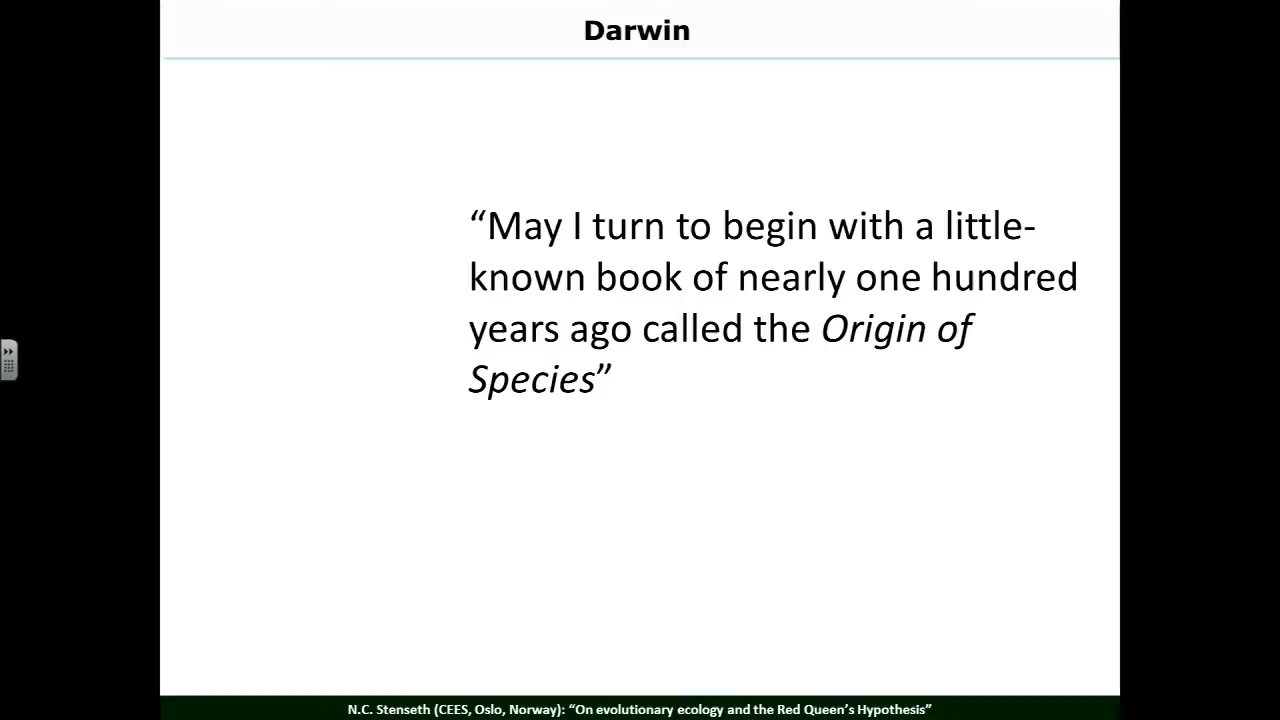 Darwin
“May I turn to begin with a little-
known book of nearly one hundred
years ago called the Origin of
Species”
N.C. Stenseth (CEES, Oslo, Norway): “On evolutionary ecology and the Red Queen’s Hypothesis”